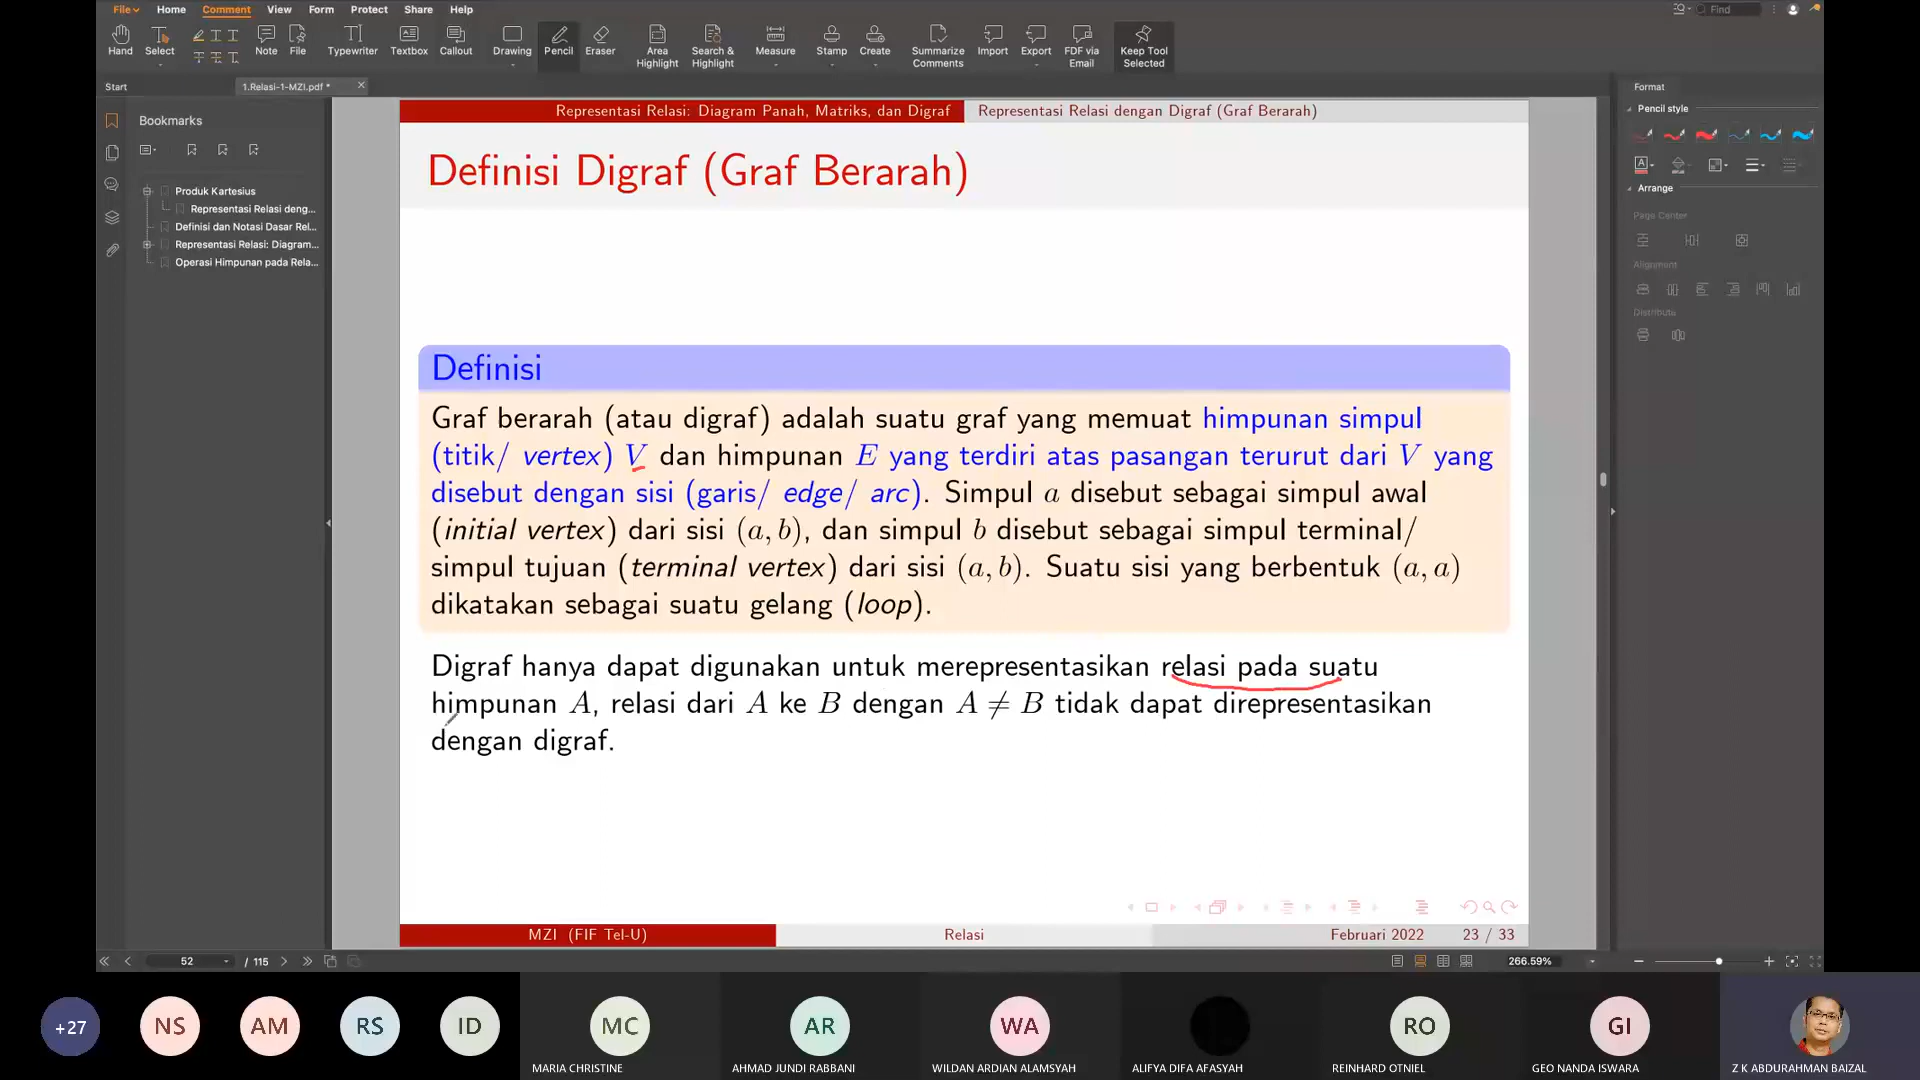 File Home Comment View Form Protect Share Help
Find
Hand Select Note File Typewriter Textbox Callout Drawing Pencil Eraser Area Highlight Search & Highlight Measure Stamp Create Summarize Comments Import Export FDF via Email Keep Tool Selected
Start 1.Relasi-1-MZI.pdf *
Bookmarks
Produk Kartesius
Representasi Relasi deng...
Definisi dan Notasi Dasar Rel...
Representasi Relasi: Diagram...
Operasi Himpunan pada Rela...
Representasi Relasi: Diagram Panah, Matriks, dan Digraf Representasi Relasi dengan Digraf (Graf Berarah)
Definisi Digraf (Graf Berarah)
Definisi
Graf berarah (atau digraf) adalah suatu graf yang memuat himpunan simpul
(titik/ vertex) V dan himpunan E yang terdiri atas pasangan terurut dari V yang
disebut dengan sisi (garis/ edge/ arc). Simpul a disebut sebagai simpul awal
(initial vertex) dari sisi (a, b), dan simpul b disebut sebagai simpul terminal/
simpul tujuan (terminal vertex) dari sisi (a, b). Suatu sisi yang berbentuk (a, a)
dikatakan sebagai suatu gelang (loop).
Digraf hanya dapat digunakan untuk merepresentasikan relasi pada suatu
himpunan A, relasi dari A ke B dengan A ≠ B tidak dapat direpresentasikan
dengan digraf.
MZI (FIF Tel-U) Relasi Februari 2022 23 / 33
Format
Pencil style
Arrange
Page Center
Alignment
Distribute
52 / 115 266.59%
+27 NS AM RS ID MC AR WA RO GI
MARIA CHRISTINE AHMAD JUNDI RABBANI WILDAN ARDIAN ALAMSYAH ALIFYA DIFA AFASYAH REINHARD OTNIEL GEO NANDA ISWARA Z K ABDURAHMAN BAIZAL